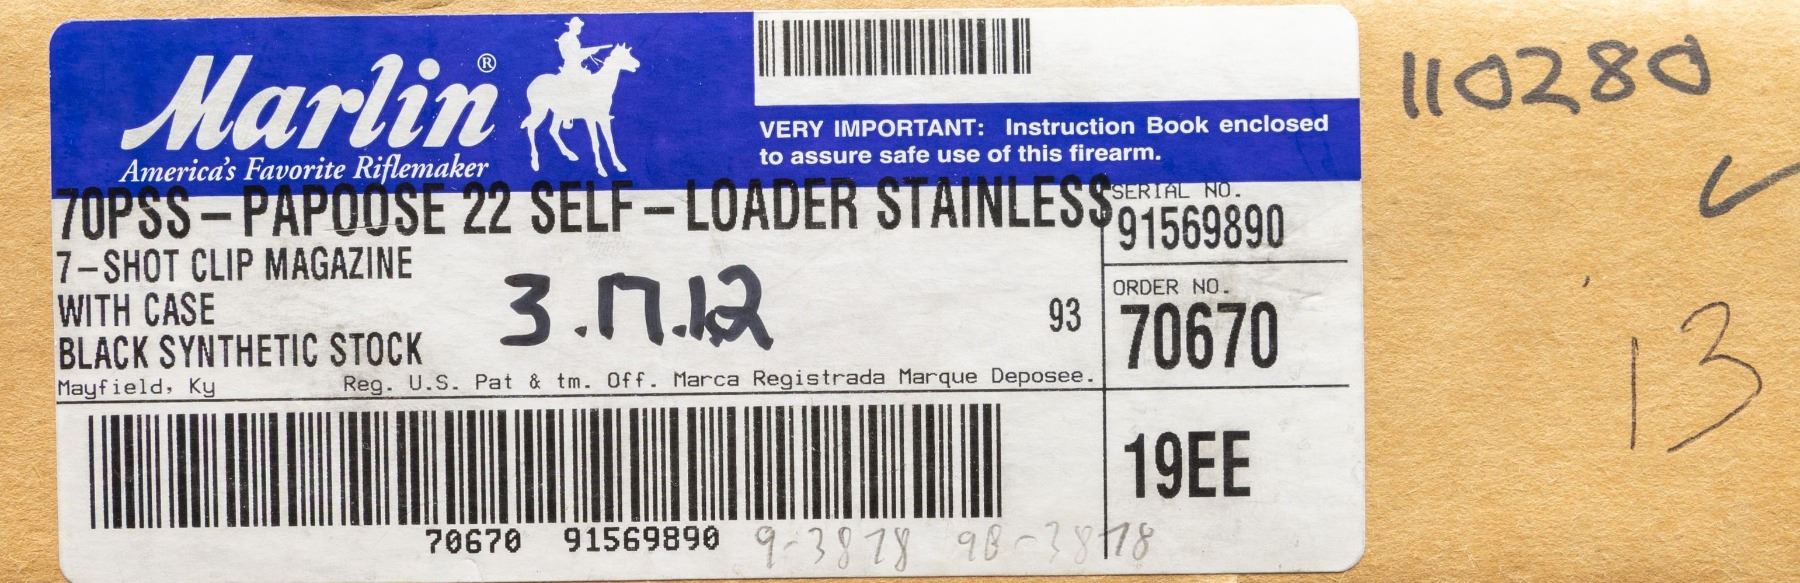 Marlin®
America's Favorite Riflemaker
VERY IMPORTANT: Instruction Book enclosed
to assure safe use of this firearm.
110280
70PSS-PAPOOSE 22 SELF-LOADER STAINLESS
SERIAL NO.
91569890
7-SHOT CLIP MAGAZINE
WITH CASE
BLACK SYNTHETIC STOCK
3.17.12
93
ORDER NO.
70670
13
Mayfield, Ky Reg. U.S. Pat & tm. Off. Marca Registrada Marque Deposee.
19EE
70670 91569890
9-3878 9B-3878